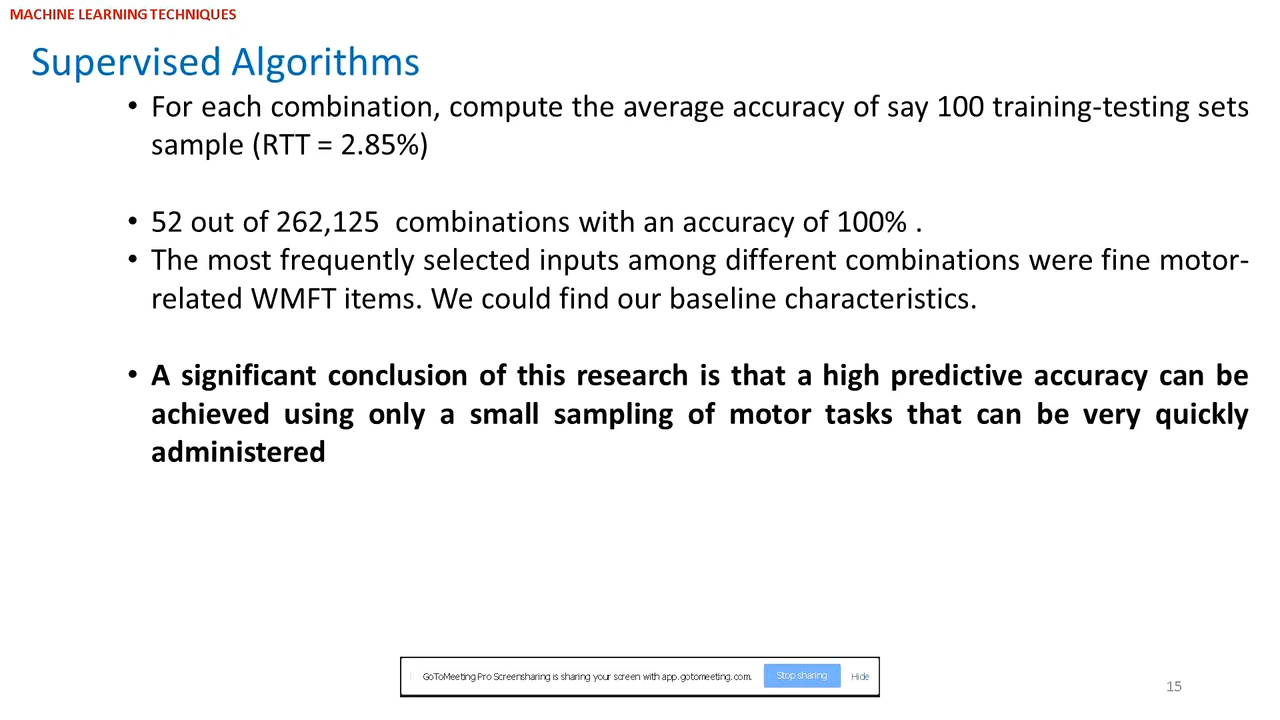 MACHINE LEARNING TECHNIQUES
Supervised Algorithms
• For each combination, compute the average accuracy of say 100 training-testing sets
sample (RTT = 2.85%)
• 52 out of 262,125 combinations with an accuracy of 100% .
• The most frequently selected inputs among different combinations were fine motor-
related WMFT items. We could find our baseline characteristics.
• A significant conclusion of this research is that a high predictive accuracy can be
achieved using only a small sampling of motor tasks that can be very quickly
administered
GoToMeeting Pro Screensharing is sharing your screen with app.gotomeeting.com. Stop sharing Hide
15